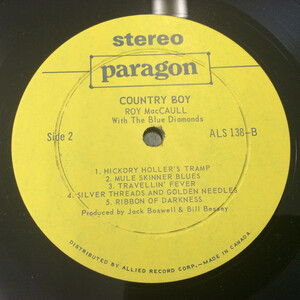 stereo
paragon
COUNTRY BOY
ROY MacCAULL
With The Blue Diamonds
Side 2 ALS 138-B
1. HICKORY HOLLER'S TRAMP
2. MULE SKINNER BLUES
3. TRAVELLIN' FEVER
4. SILVER THREADS AND GOLDEN NEEDLES
5. RIBBON OF DARKNESS
Produced by Jack Boswell & Bill Bessey
DISTRIBUTED BY ALLIED RECORD CORP.-MADE IN CANADA.